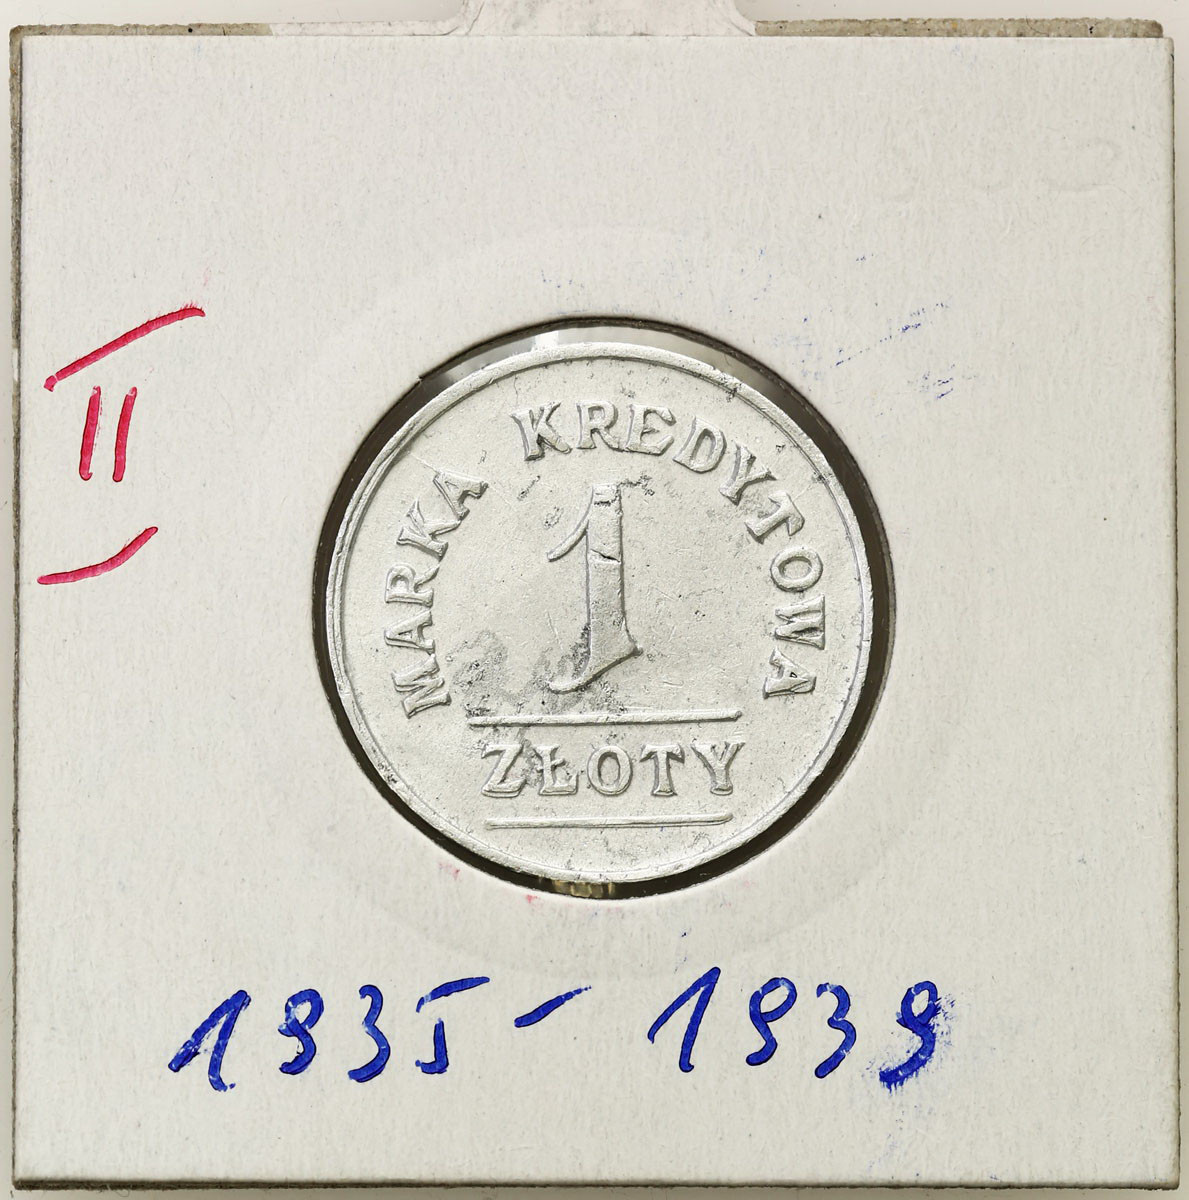 II
MARKA KREDYTOWA
1
ZŁOTY
1935 - 1939